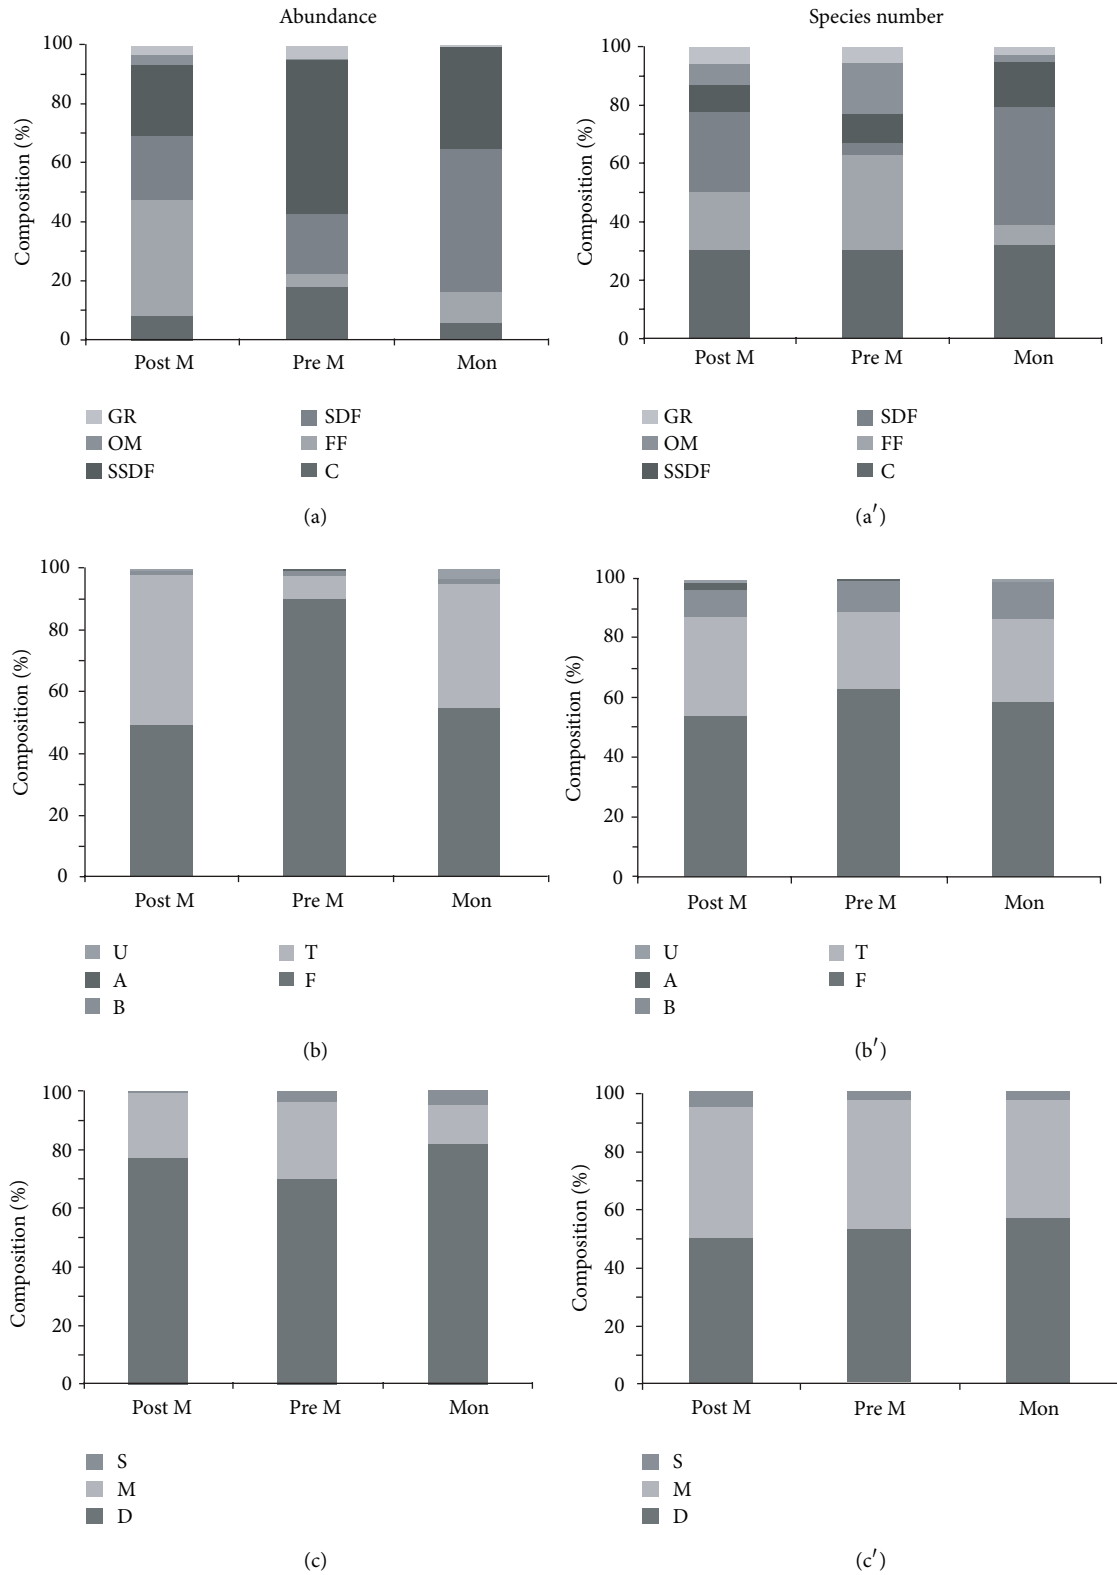 Abundance
Species number
100
80
60
40
20
0
Composition (%)
Post M Pre M Mon
GR SDF
OM FF
SSDF C
(a)
100
80
60
40
20
0
Composition (%)
Post M Pre M Mon
GR SDF
OM FF
SSDF C
(a′)
100
80
60
40
20
0
Composition (%)
Post M Pre M Mon
U T
A F
B
(b)
100
80
60
40
20
0
Composition (%)
Post M Pre M Mon
U T
A F
B
(b′)
100
80
60
40
20
0
Composition (%)
Post M Pre M Mon
S
M
D
(c)
100
80
60
40
20
0
Composition (%)
Post M Pre M Mon
S
M
D
(c′)